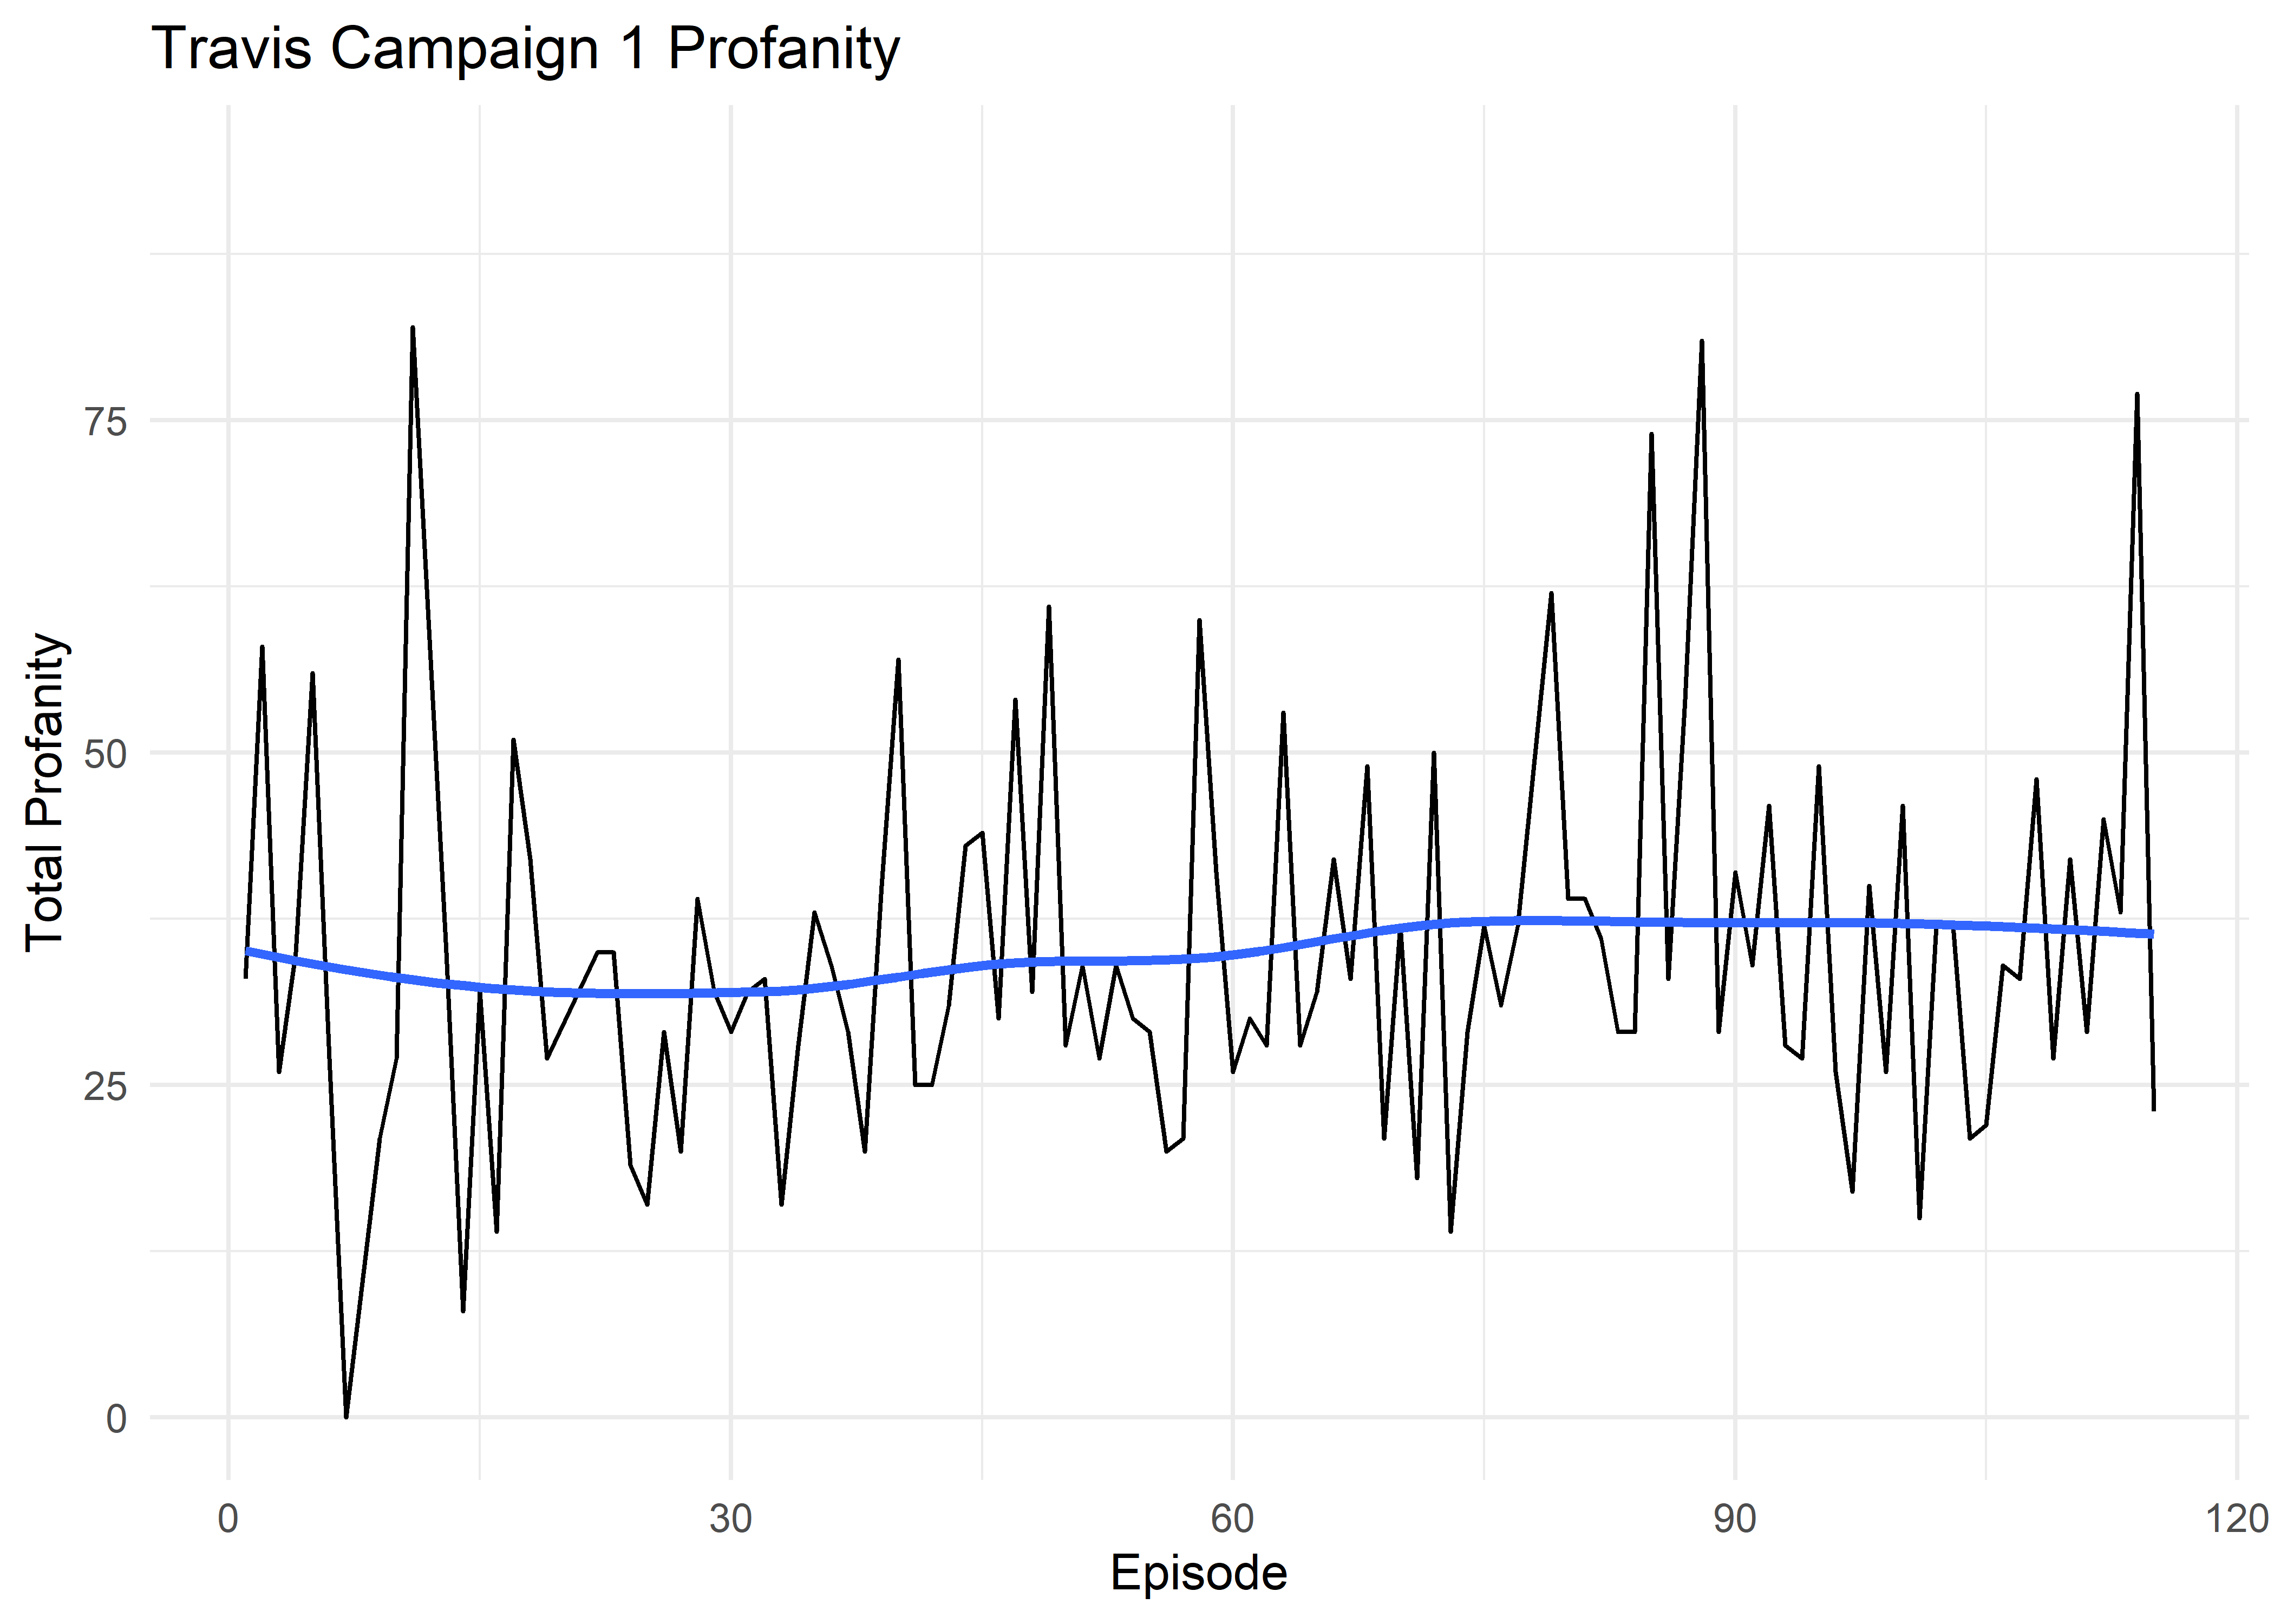 Travis Campaign 1 Profanity
Total Profanity
75
50
25
0
0 30 60 90 120
Episode